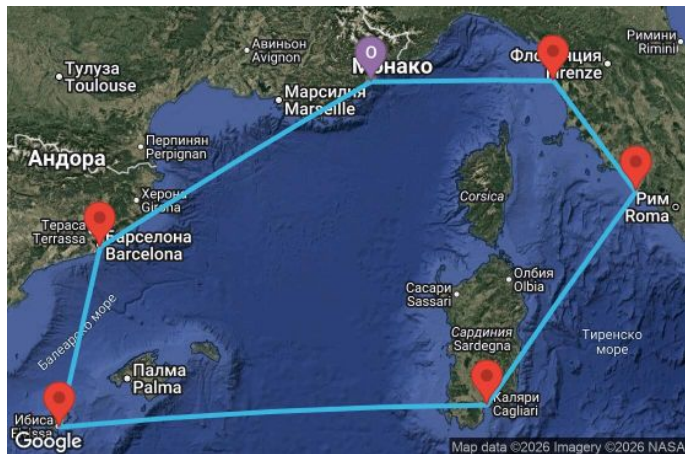 Римини
Rimini
Авиньон
Avignon
O
Монако
Флоренция
Firenze
Тулуза
Toulouse
Марсилия
Marseille
Перпинян
Perpignan
Андора
Херона
Girona
Corsica
Рим
Roma
Тераса
Terrassa
Барселона
Barcelona
Олбия
Olbia
Сасари
Sassari
Балеарско море
Сардиния
Sardegna
Тиренско
море
Палма
Palma
Каляри
Cagliari
Ибиса
Google
Map data ©2026 Imagery ©2026 NASA